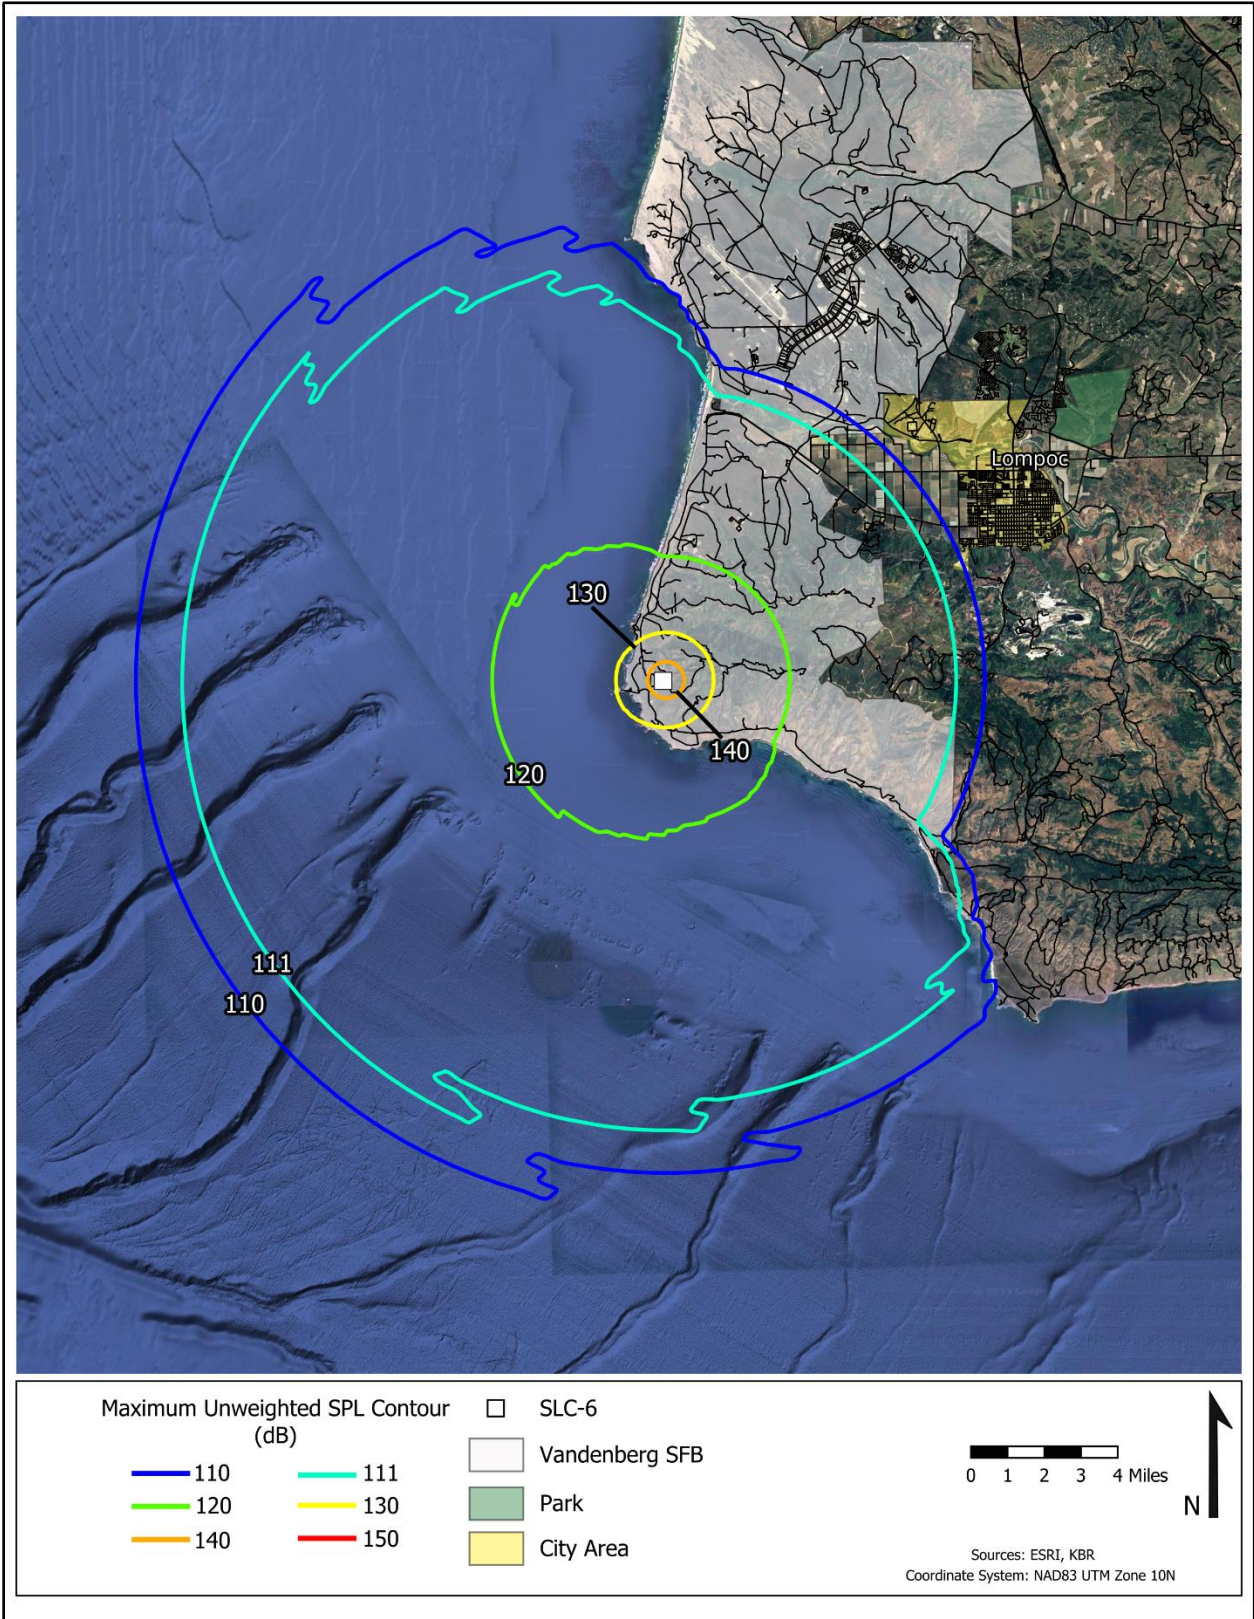 Lompoc
130
140
120
111
110
Maximum Unweighted SPL Contour
(dB)
110
111
120
130
140
150
SLC-6
Vandenberg SFB
Park
City Area
0 1 2 3 4 Miles
N
Sources: ESRI, KBR
Coordinate System: NAD83 UTM Zone 10N